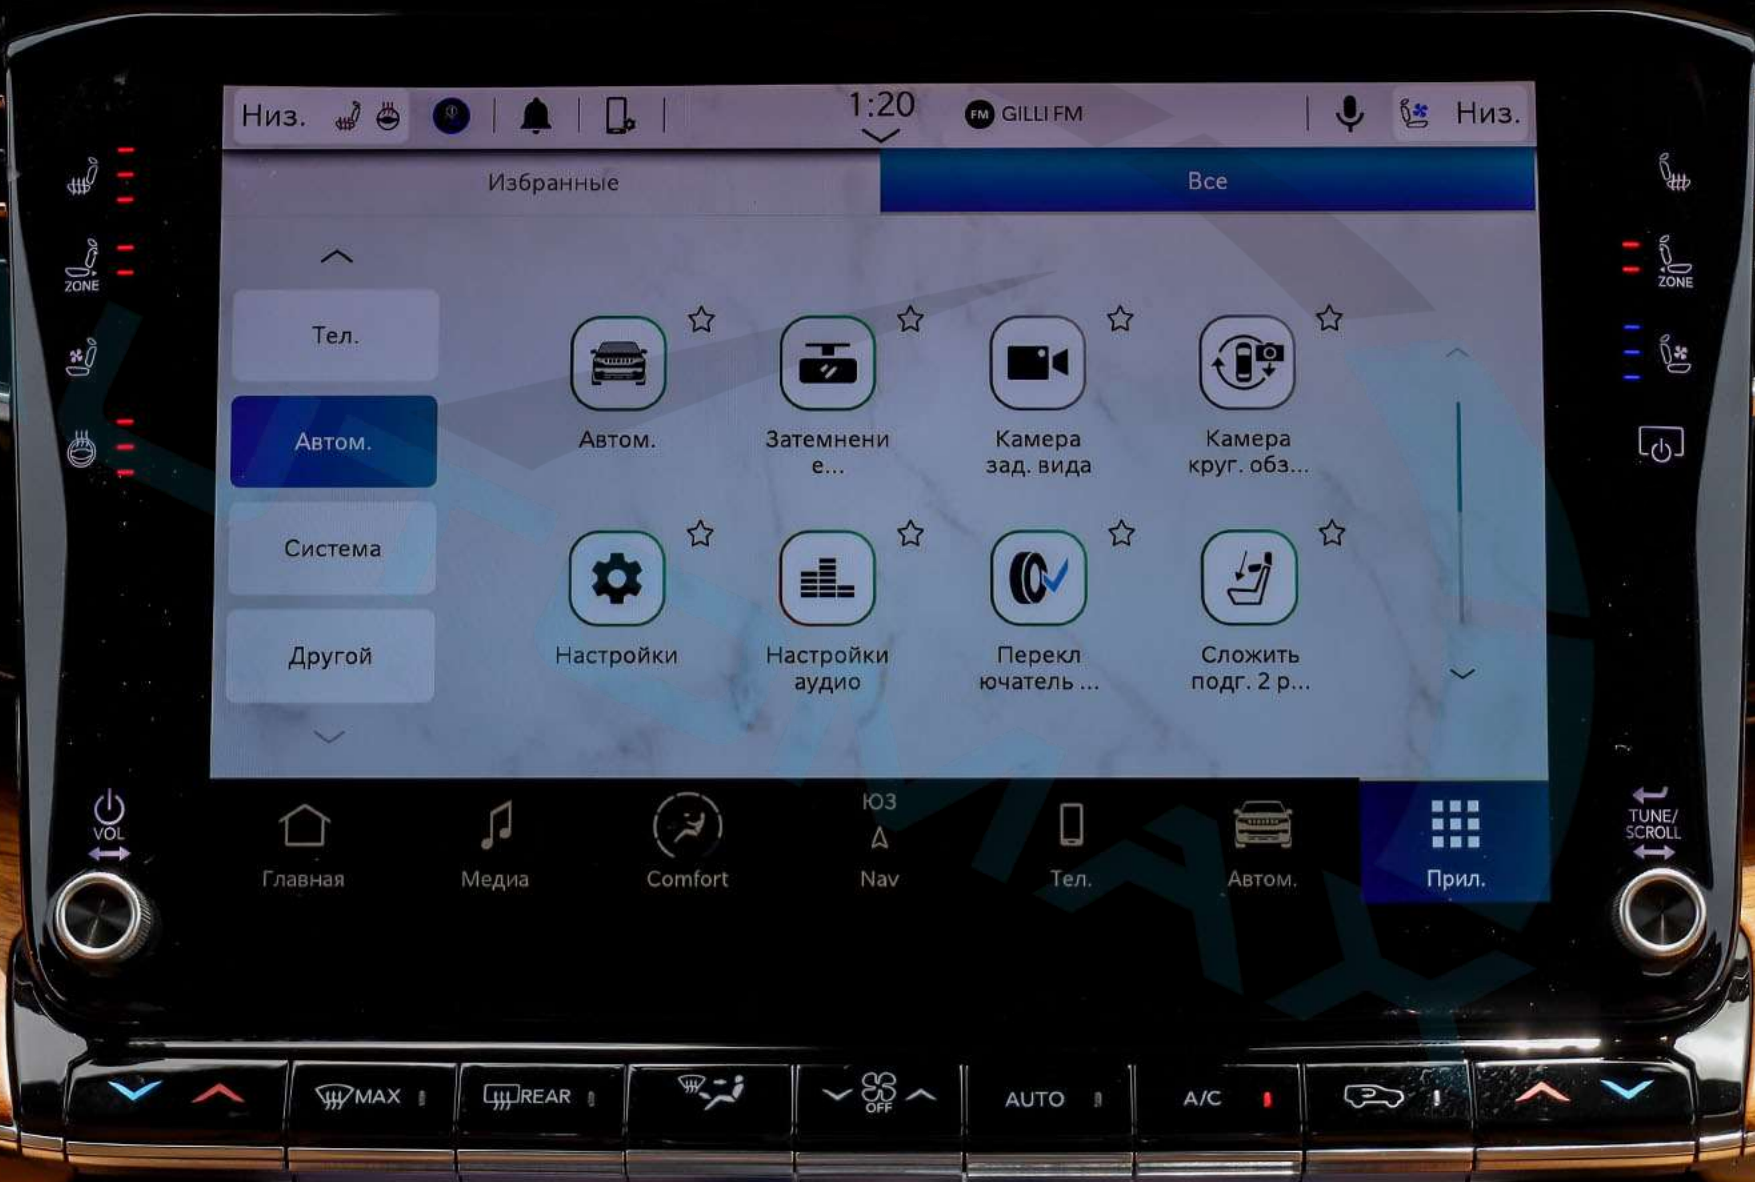 Низ.
1:20
FM GILLI FM
Низ.
Избранные
Все
Тел.
Автом.
Система
Другой
Автом.
Затемнени
е...
Камера
зад. вида
Камера
круг. обз...
Настройки
Настройки
аудио
Перекл
ючатель ...
Сложить
подг. 2 р...
ZONE
ZONE
VOL
TUNE/
SCROLL
Главная
Медиа
Comfort
ЮЗ
Nav
Тел.
Автом.
Прил.
MAX
REAR
OFF
AUTO
A/C